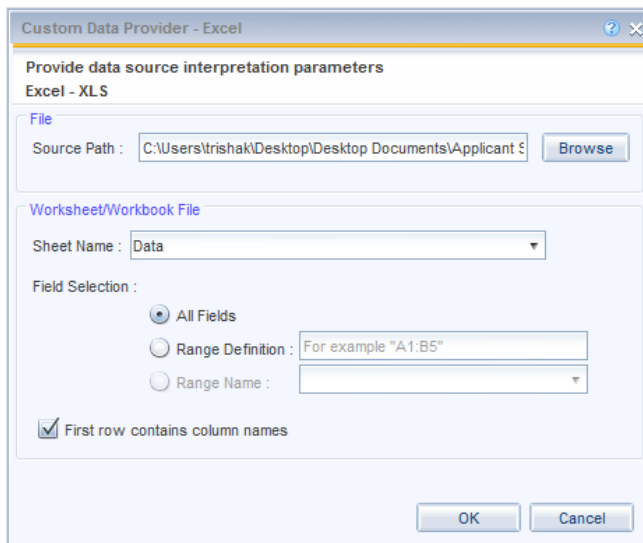 Custom Data Provider - Excel
Provide data source interpretation parameters
Excel - XLS
File
Source Path : C:\Users\trishak\Desktop\Desktop Documents\Applicant S Browse
Worksheet/Workbook File
Sheet Name : Data
Field Selection :
All Fields
Range Definition : For example "A1:B5"
Range Name :
First row contains column names
OK Cancel